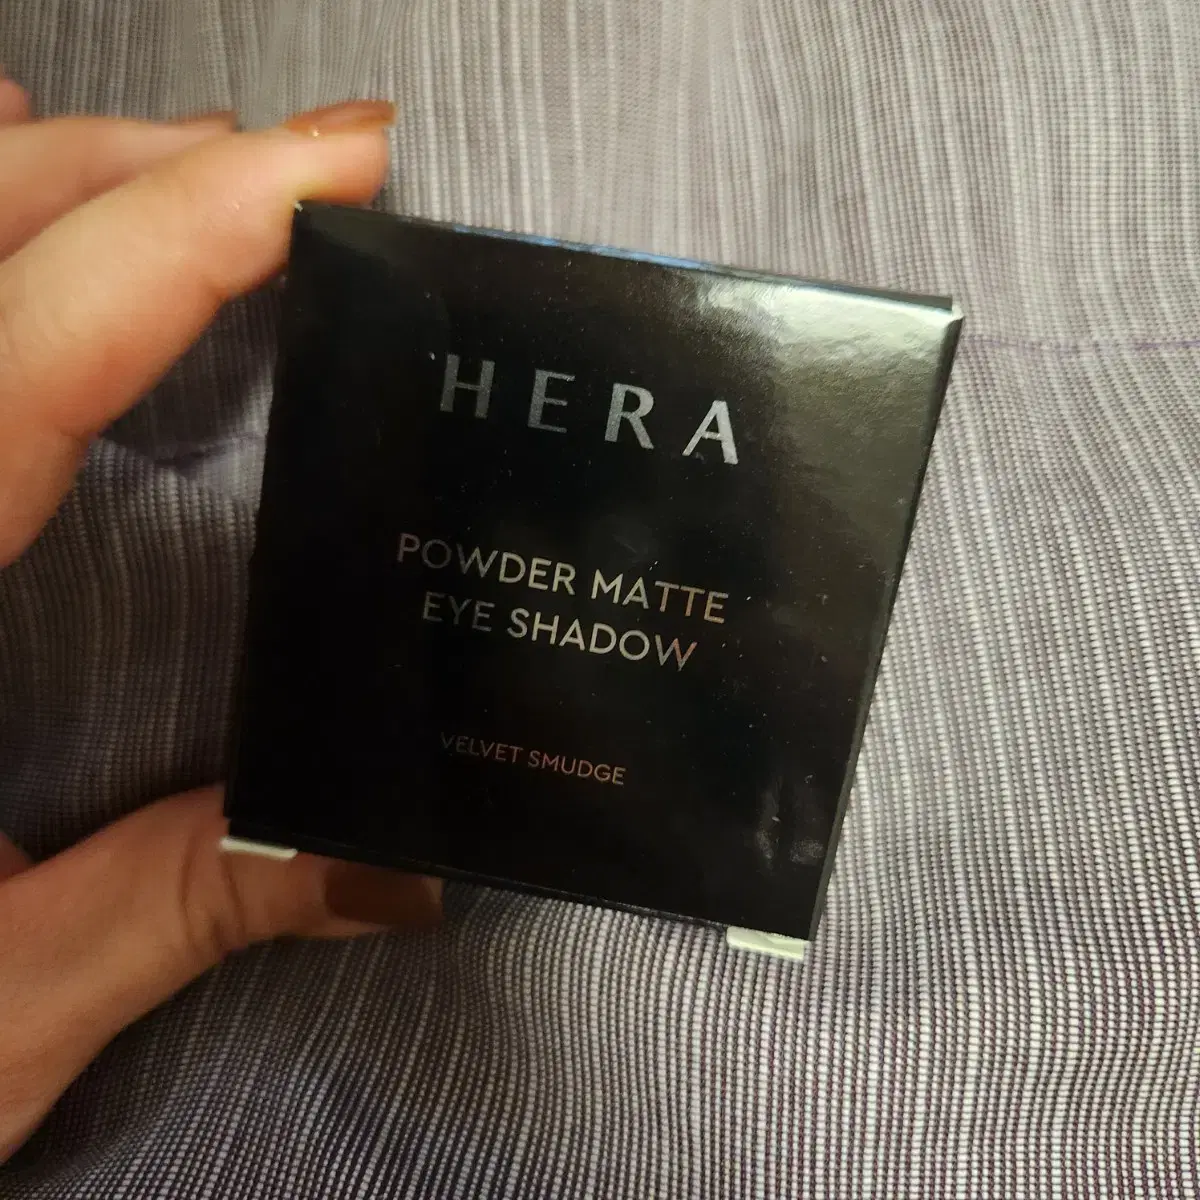 HERA
POWDER MATTE
EYE SHADOW
VELVET SMUDGE